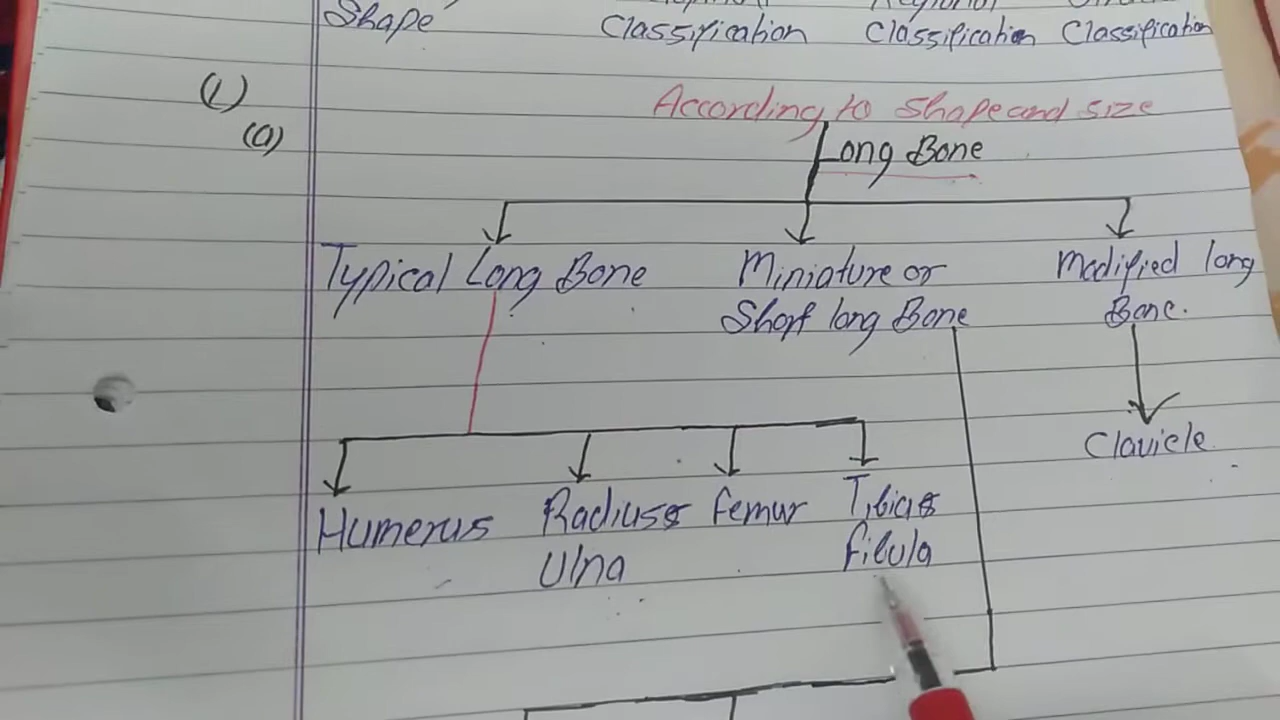 Shape
Classification Classification Classification
(1)
(a)
According to Shape and size
Long Bone
Typical Long Bone Miniature or Modified long
Short long Bone Bone.
Clavicle
Humerus Radius & Femur Tibia &
Ulna fibula